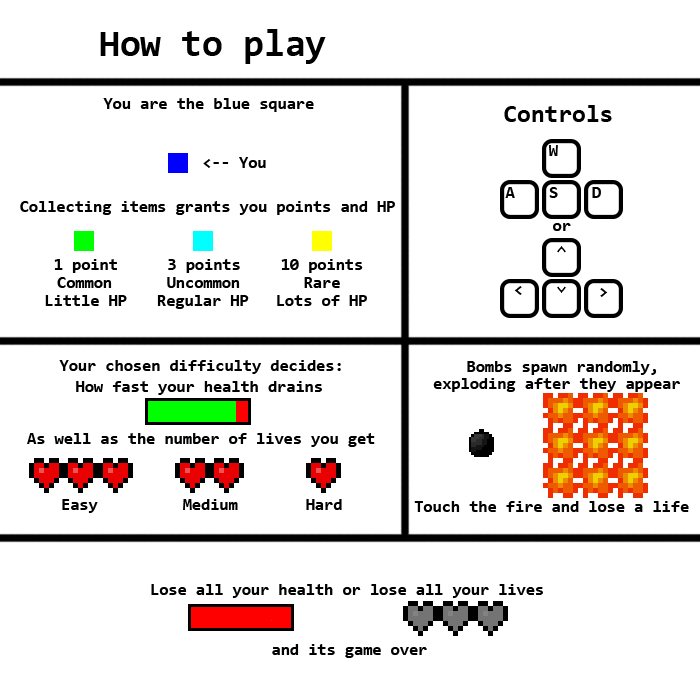 How to play
You are the blue square
<-- You
Collecting items grants you points and HP
1 point
Common
Little HP
3 points
Uncommon
Regular HP
10 points
Rare
Lots of HP
Controls
W
A S D
or
^
< v >
Your chosen difficulty decides:
How fast your health drains
As well as the number of lives you get
Easy
Medium
Hard
Bombs spawn randomly,
exploding after they appear
Touch the fire and lose a life
Lose all your health or lose all your lives
and its game over